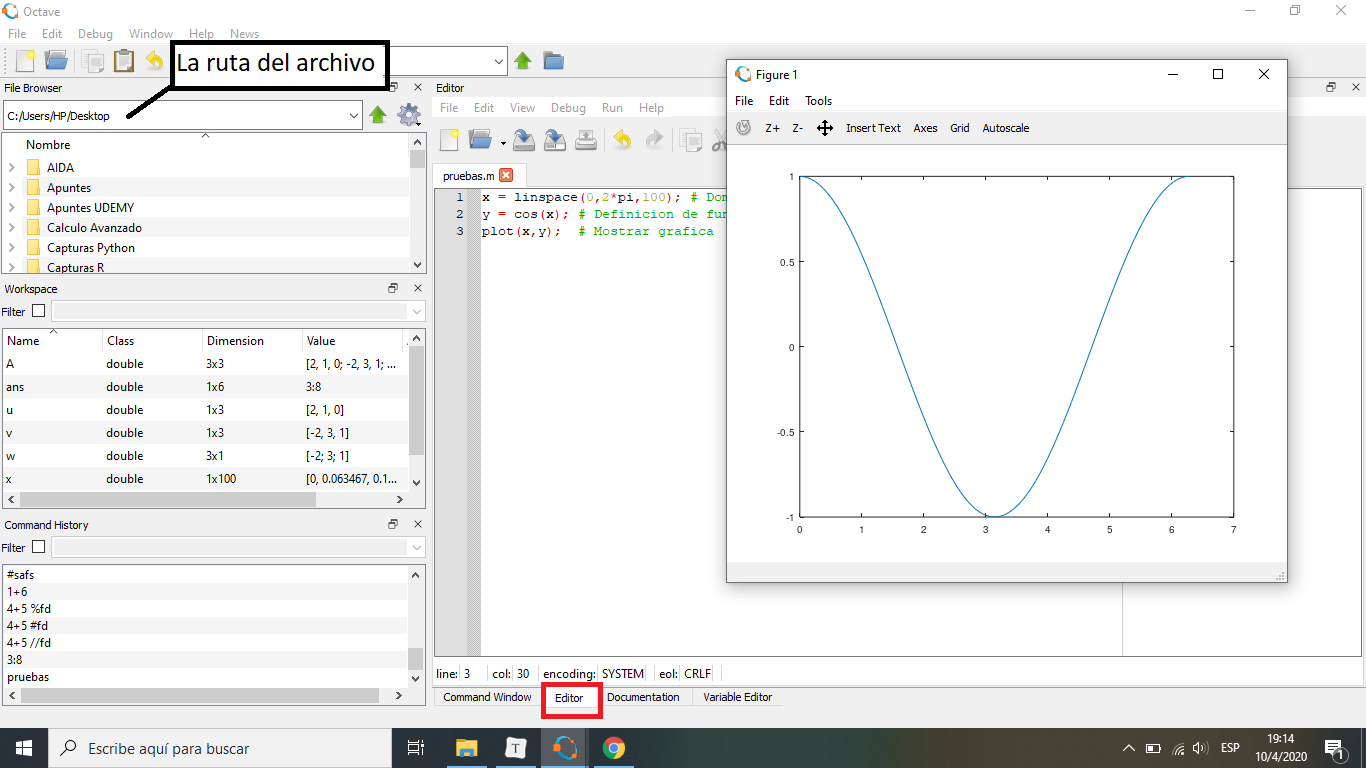 Octave
File Edit Debug Window Help News
La ruta del archivo
File Browser
C:/Users/HP/Desktop
Nombre
AIDA
Apuntes
Apuntes UDEMY
Calculo Avanzado
Capturas Python
Capturas R
Workspace
Filter
Name Class Dimension Value
A double 3x3 [2, 1, 0; -2, 3, 1; ...
ans double 1x6 3:8
u double 1x3 [2, 1, 0]
v double 1x3 [-2, 3, 1]
w double 3x1 [-2; 3; 1]
x double 1x100 [0, 0.063467, 0.1...
Command History
Filter
#safs
1+6
4+5 %fd
4+5 #fd
4+5 //fd
3:8
pruebas
Editor
File Edit View Debug Run Help
pruebas.m
1 x = linspace(0,2*pi,100); # Dom
2 y = cos(x); # Definicion de fun
3 plot(x,y);  # Mostrar grafica
line: 3 col: 30 encoding: SYSTEM eol: CRLF
Command Window Editor Documentation Variable Editor
Figure 1
File Edit Tools
Z+ Z- Insert Text Axes Grid Autoscale
1
0.5
0
-0.5
-1
0 1 2 3 4 5 6 7
Escribe aquí para buscar
T
ESP
19:14
10/4/2020
1